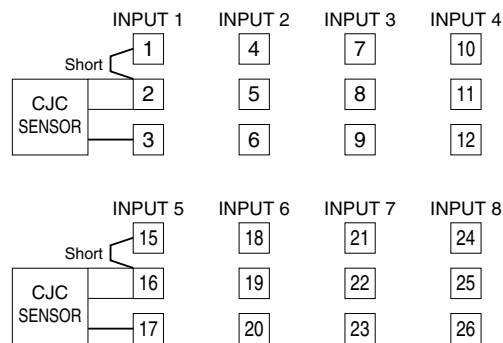 INPUT 1 INPUT 2 INPUT 3 INPUT 4
1 4 7 10
Short
2 5 8 11
CJC
SENSOR
3 6 9 12
INPUT 5 INPUT 6 INPUT 7 INPUT 8
15 18 21 24
Short
16 19 22 25
CJC
SENSOR
17 20 23 26